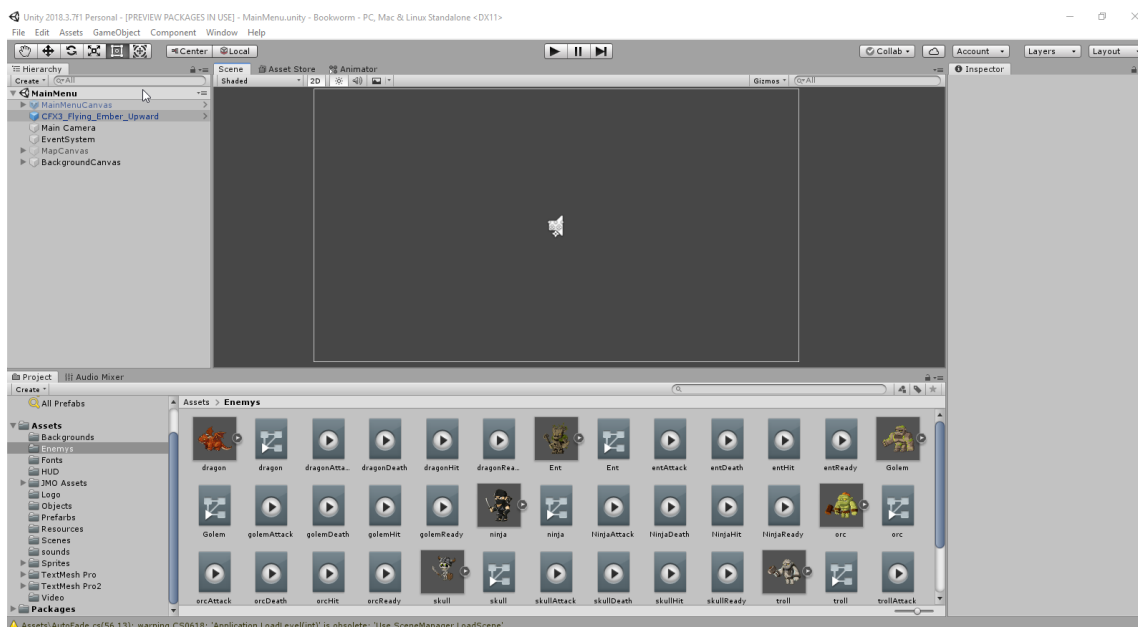 Unity 2018.3.7f1 Personal - [PREVIEW PACKAGES IN USE] - MainMenu.unity - Bookworm - PC, Mac & Linux Standalone <DX11>
File Edit Assets GameObject Component Window Help
Center Local Collab Account Layers Layout
Hierarchy Scene Asset Store Animator Inspector
Create All Shaded 2D Gizmos All
MainMenu
MainMenuCanvas
CFX3_Flying_Ember_Upward
Main Camera
EventSystem
MapCanvas
BackgroundCanvas
Project Audio Mixer
Create
All Prefabs
Assets > Enemys
Assets
Backgrounds
Enemys
Fonts
HUD
JMO Assets
Logo
Objects
Prefarbs
Resources
Scenes
sounds
Sprites
TextMesh Pro
TextMesh Pro2
Video
Packages
dragon dragon dragonAtta... dragonDeath dragonHit dragonRea... Ent Ent entAttack entDeath entHit entReady Golem
Golem golemAttack golemDeath golemHit golemReady ninja ninja NinjaAttack NinjaDeath NinjaHit NinjaReady orc orc
orcAttack orcDeath orcHit orcReady skull skull skullAttack skullDeath skullHit skullReady troll troll trollAttack
Assets\AutoFade.cs(56,13): warning CS0618: 'Application.LoadLevel(int)' is obsolete: 'Use SceneManager.LoadScene'